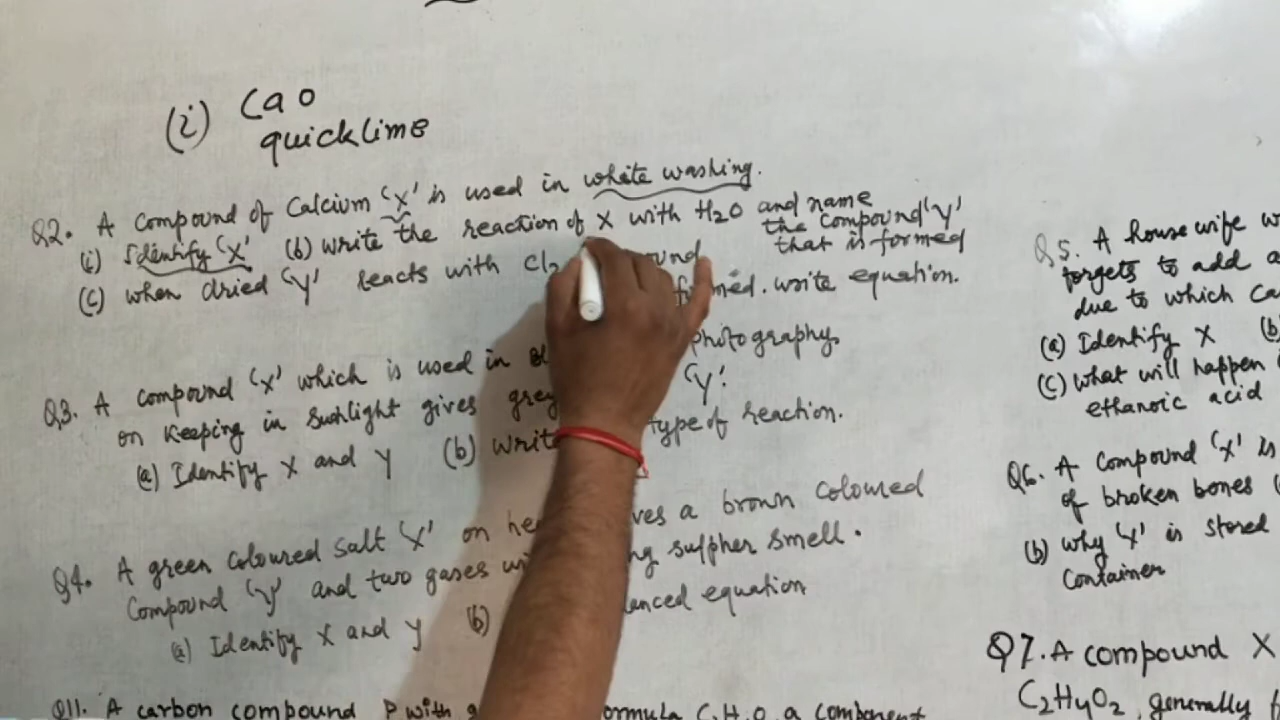 (i) CaO
quicklime
Q2. A compound of Calcium 'X' is used in white washing.
(i) Identify 'X' (b) write the reaction of X with H2O and name
the compound 'Y'
that is formed
(c) when dried 'Y' reacts with Cl2
formed. write equation.
Q3. A compound 'X' which is used in photography
on keeping in sunlight gives 'Y'.
(a) Identify X and Y (b) Write type of reaction.
Q4. A green coloured salt 'X' on a brown coloured
compound 'Y' and two gases sulpher smell.
(a) Identify X and Y (b) equation
Q11. A carbon compound P with a component
Q5. A house wife
forgets to add
due to which
(a) Identify X (b)
(c) what will happen
ethanoic acid
Q6. A compound 'X' is
of broken bones
(b) why 'X' is stored
container
Q7. A compound X
C2H4O2, generally